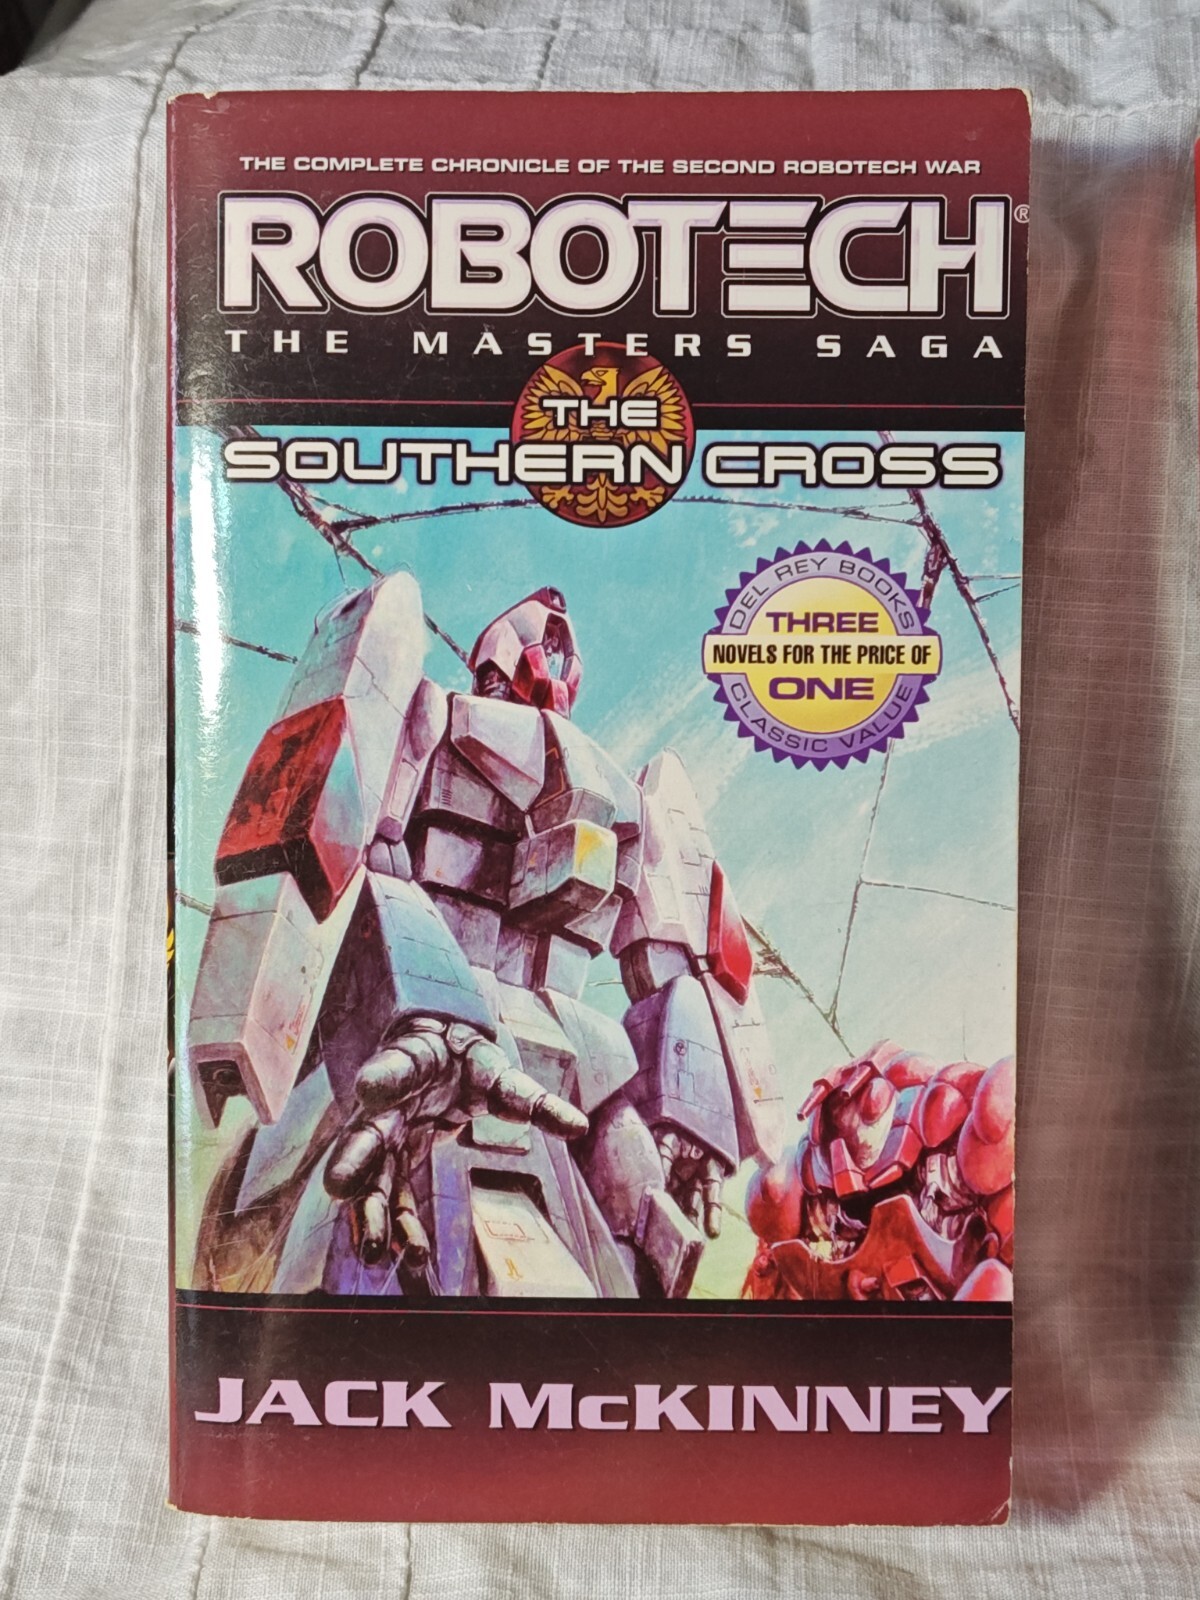 THE COMPLETE CHRONICLE OF THE SECOND ROBOTECH WAR
ROBOTECH®
THE MASTERS SAGA
THE
SOUTHERN CROSS
DEL REY BOOKS
THREE
NOVELS FOR THE PRICE OF
ONE
CLASSIC VALUE
JACK McKINNEY